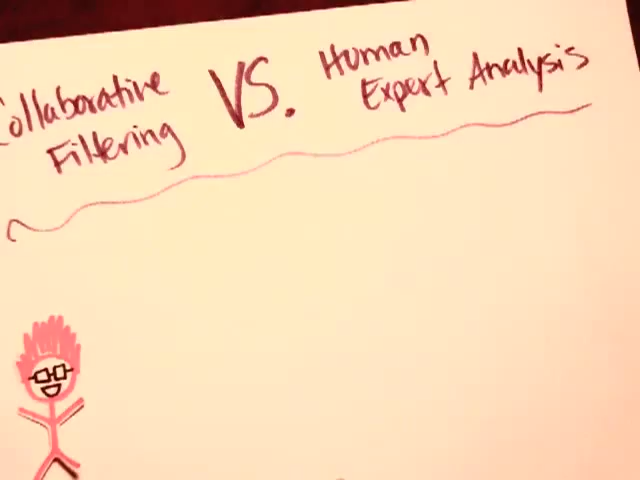 Collaborative
Filtering
VS.
Human
Expert Analysis